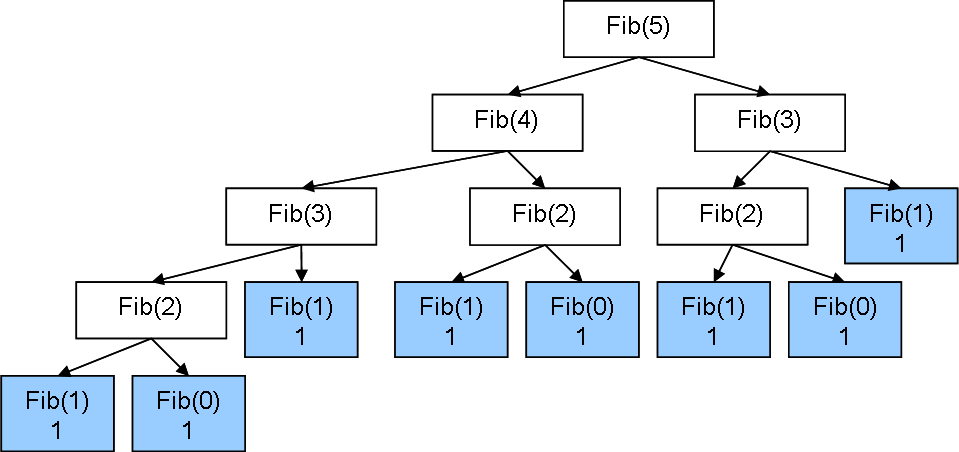 Fib(5)
Fib(4)
Fib(3)
Fib(3)
Fib(2)
Fib(2)
Fib(1)
1
Fib(2)
Fib(1)
1
Fib(1)
1
Fib(0)
1
Fib(1)
1
Fib(0)
1
Fib(1)
1
Fib(0)
1